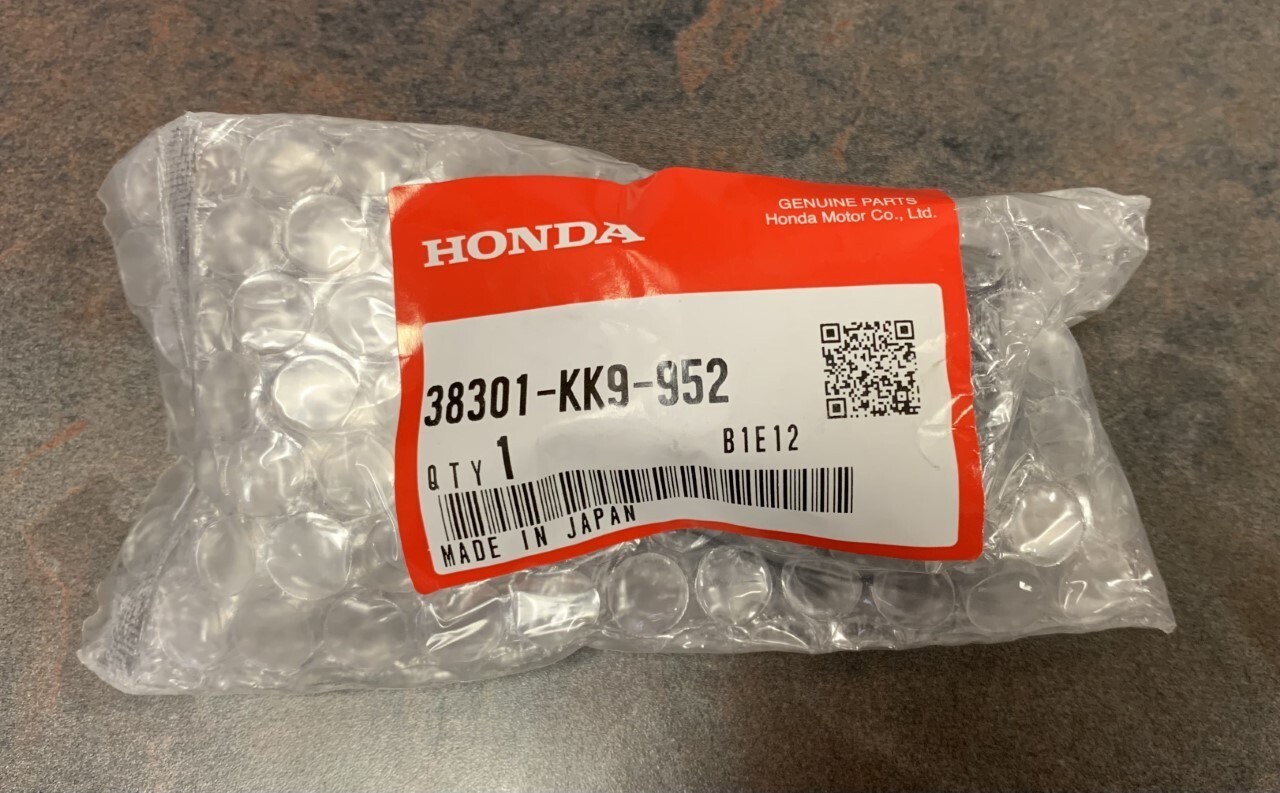 HONDA
GENUINE PARTS
Honda Motor Co., Ltd.
38301-KK9-952
QTY 1
B1E12
MADE IN JAPAN